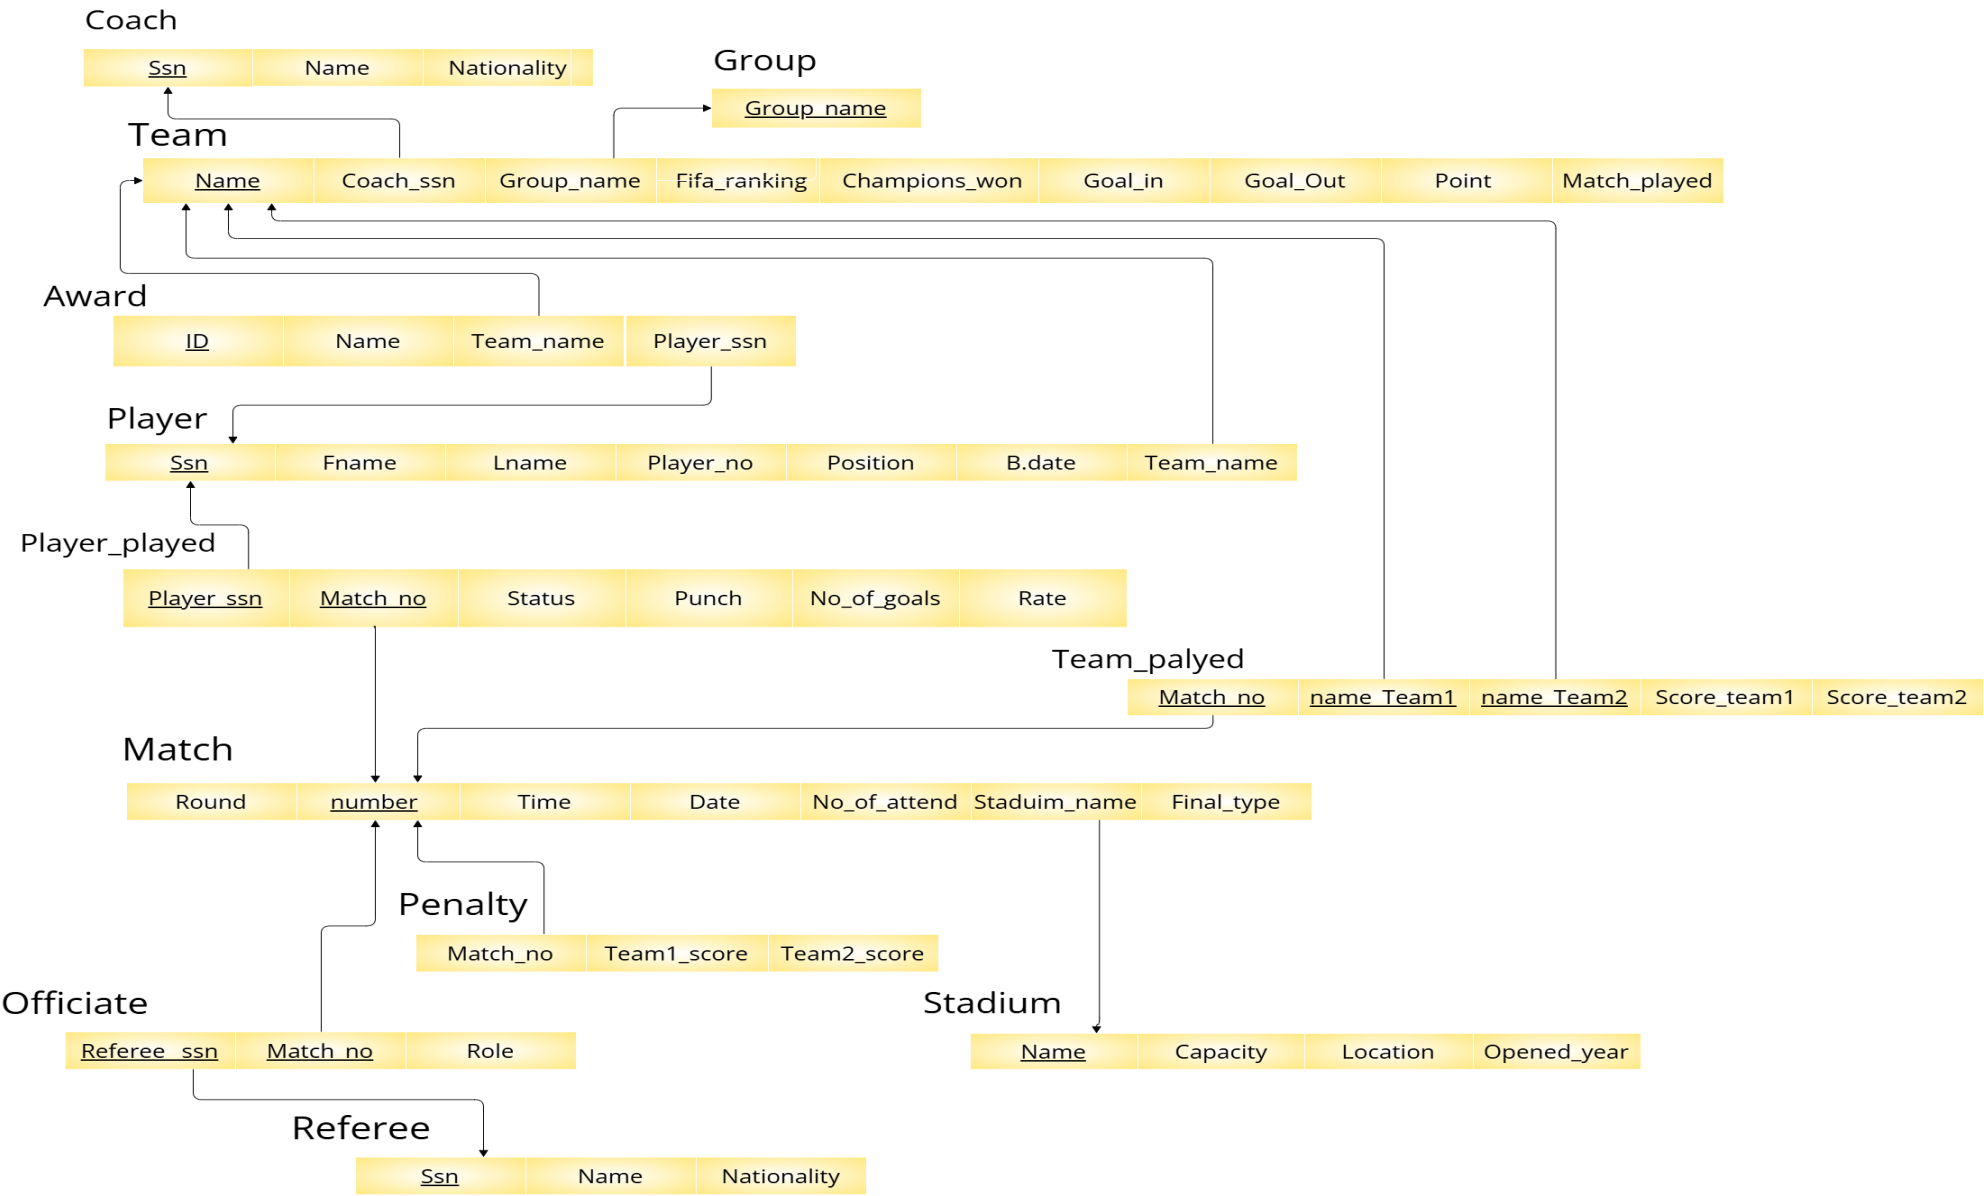 Coach
Ssn Name Nationality
Group
Group_name
Team
Name Coach_ssn Group_name Fifa_ranking Champions_won Goal_in Goal_Out Point Match_played
Award
ID Name Team_name Player_ssn
Player
Ssn Fname Lname Player_no Position B.date Team_name
Player_played
Player_ssn Match_no Status Punch No_of_goals Rate
Team_palyed
Match_no name_Team1 name_Team2 Score_team1 Score_team2
Match
Round number Time Date No_of_attend Staduim_name Final_type
Penalty
Match_no Team1_score Team2_score
Officiate
Referee_ssn Match_no Role
Stadium
Name Capacity Location Opened_year
Referee
Ssn Name Nationality